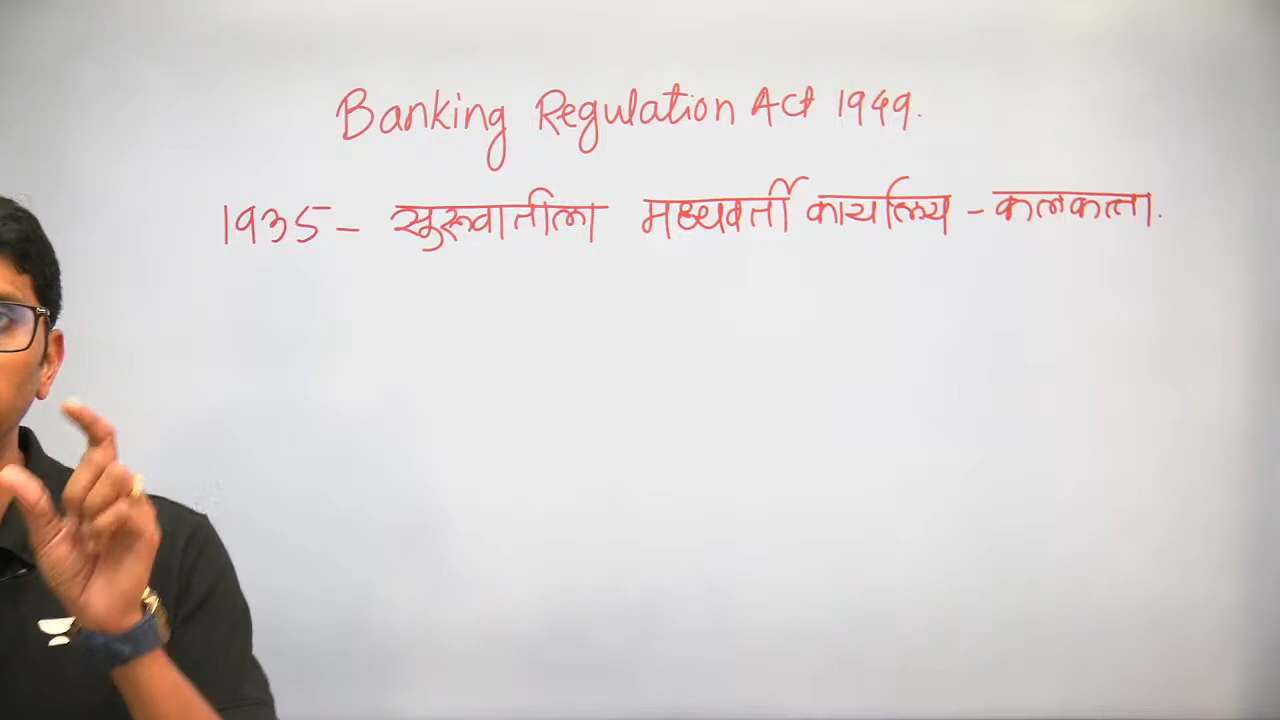 Banking Regulation Act 1949.
1935 - सुरूवातीला मध्यवर्ती कार्यालय - कलकत्ता.